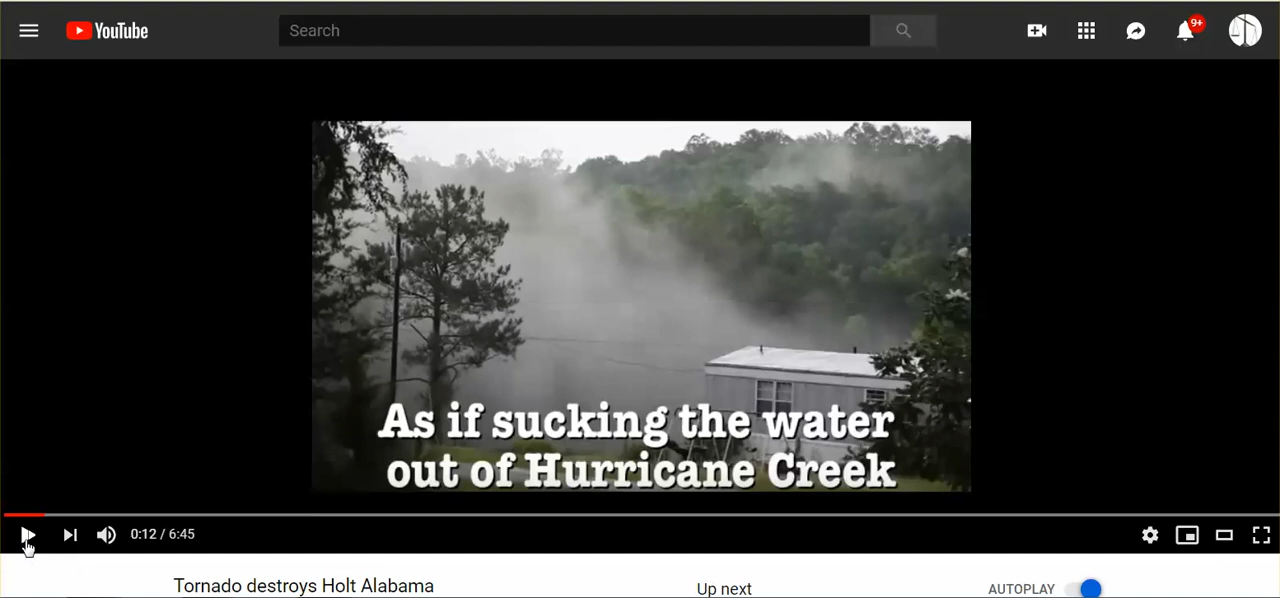 YouTube
Search
9+
As if sucking the water
out of Hurricane Creek
0:12 / 6:45
Tornado destroys Holt Alabama
Up next
AUTOPLAY